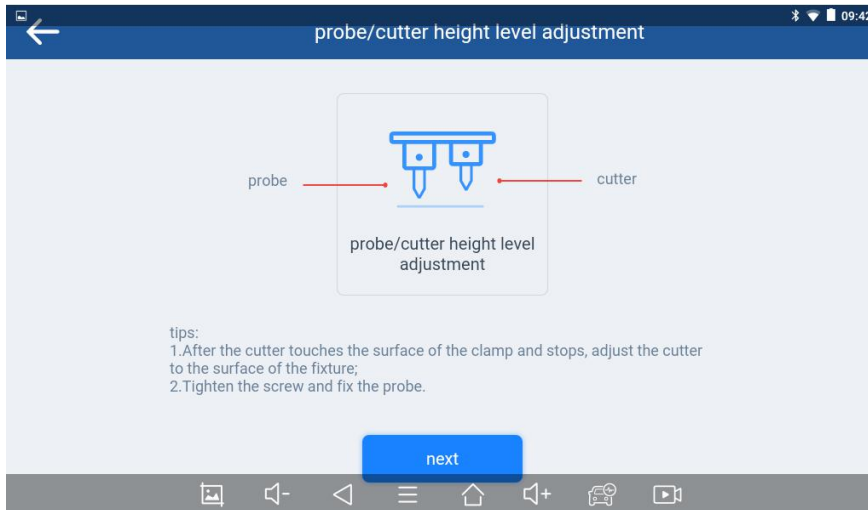 09:42
probe/cutter height level adjustment
probe
cutter
probe/cutter height level
adjustment
tips:
1.After the cutter touches the surface of the clamp and stops, adjust the cutter
to the surface of the fixture;
2.Tighten the screw and fix the probe.
next